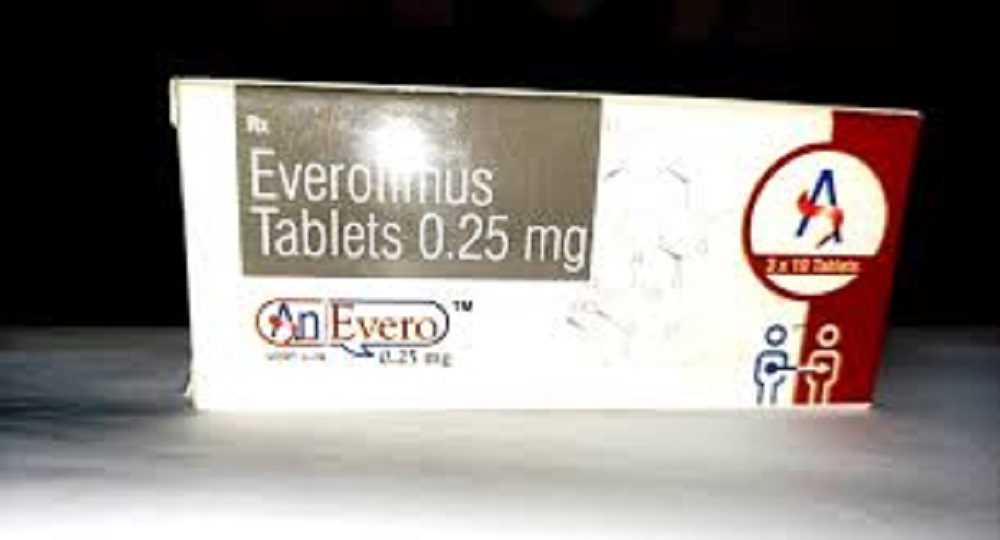 Rx
Everolimus
Tablets 0.25 mg
An Evero™
0.25 mg
3 x 10 Tablets